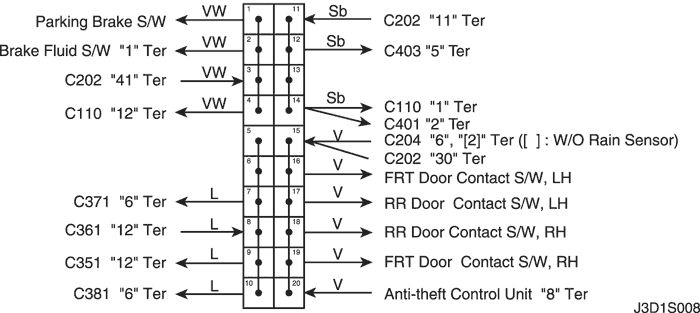 Parking Brake S/W VW 1 11 Sb C202 "11" Ter
Brake Fluid S/W "1" Ter VW 2 12 Sb C403 "5" Ter
C202 "41" Ter VW 3 13
C110 "12" Ter VW 4 14 Sb C110 "1" Ter
C401 "2" Ter
5 15 V C204 "6", "[2]" Ter ([ ] : W/O Rain Sensor)
C202 "30" Ter
6 16 V FRT Door Contact S/W, LH
C371 "6" Ter L 7 17 V RR Door Contact S/W, LH
C361 "12" Ter L 8 18 V RR Door Contact S/W, RH
C351 "12" Ter L 9 19 V FRT Door Contact S/W, RH
C381 "6" Ter L 10 20 V Anti-theft Control Unit "8" Ter
J3D1S008